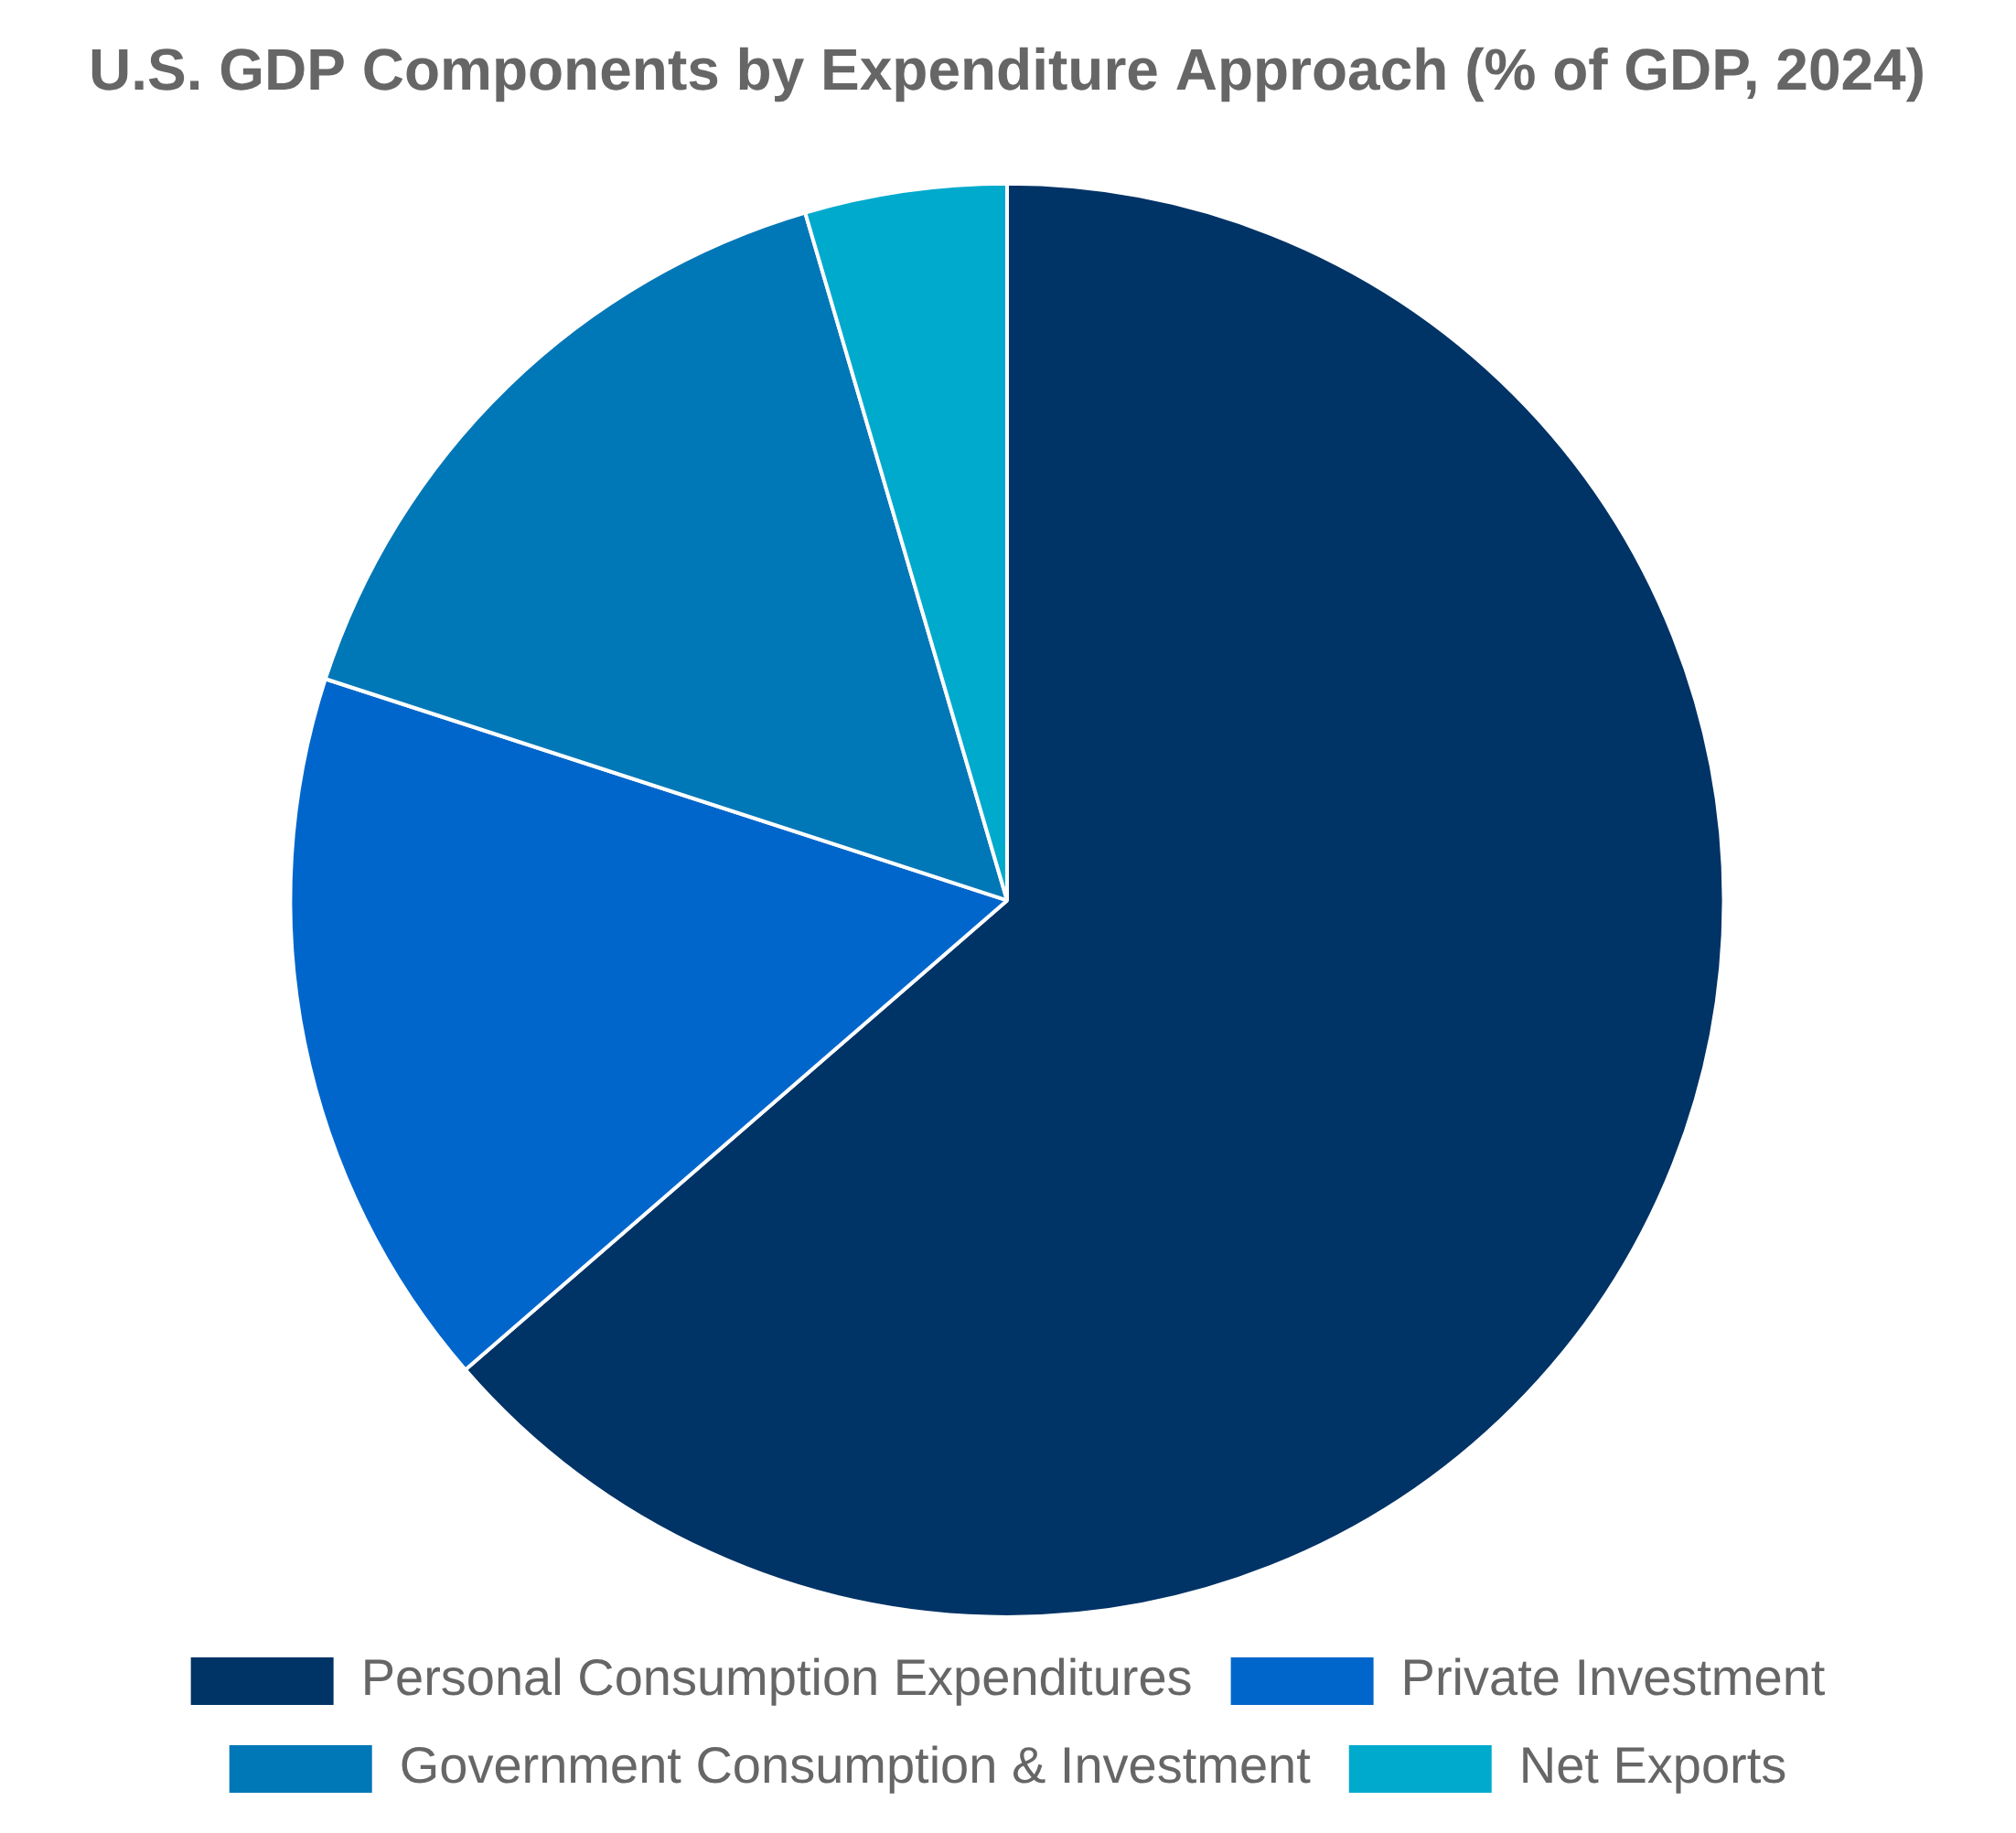 U.S. GDP Components by Expenditure Approach (% of GDP, 2024)
Personal Consumption Expenditures Private Investment
Government Consumption & Investment Net Exports